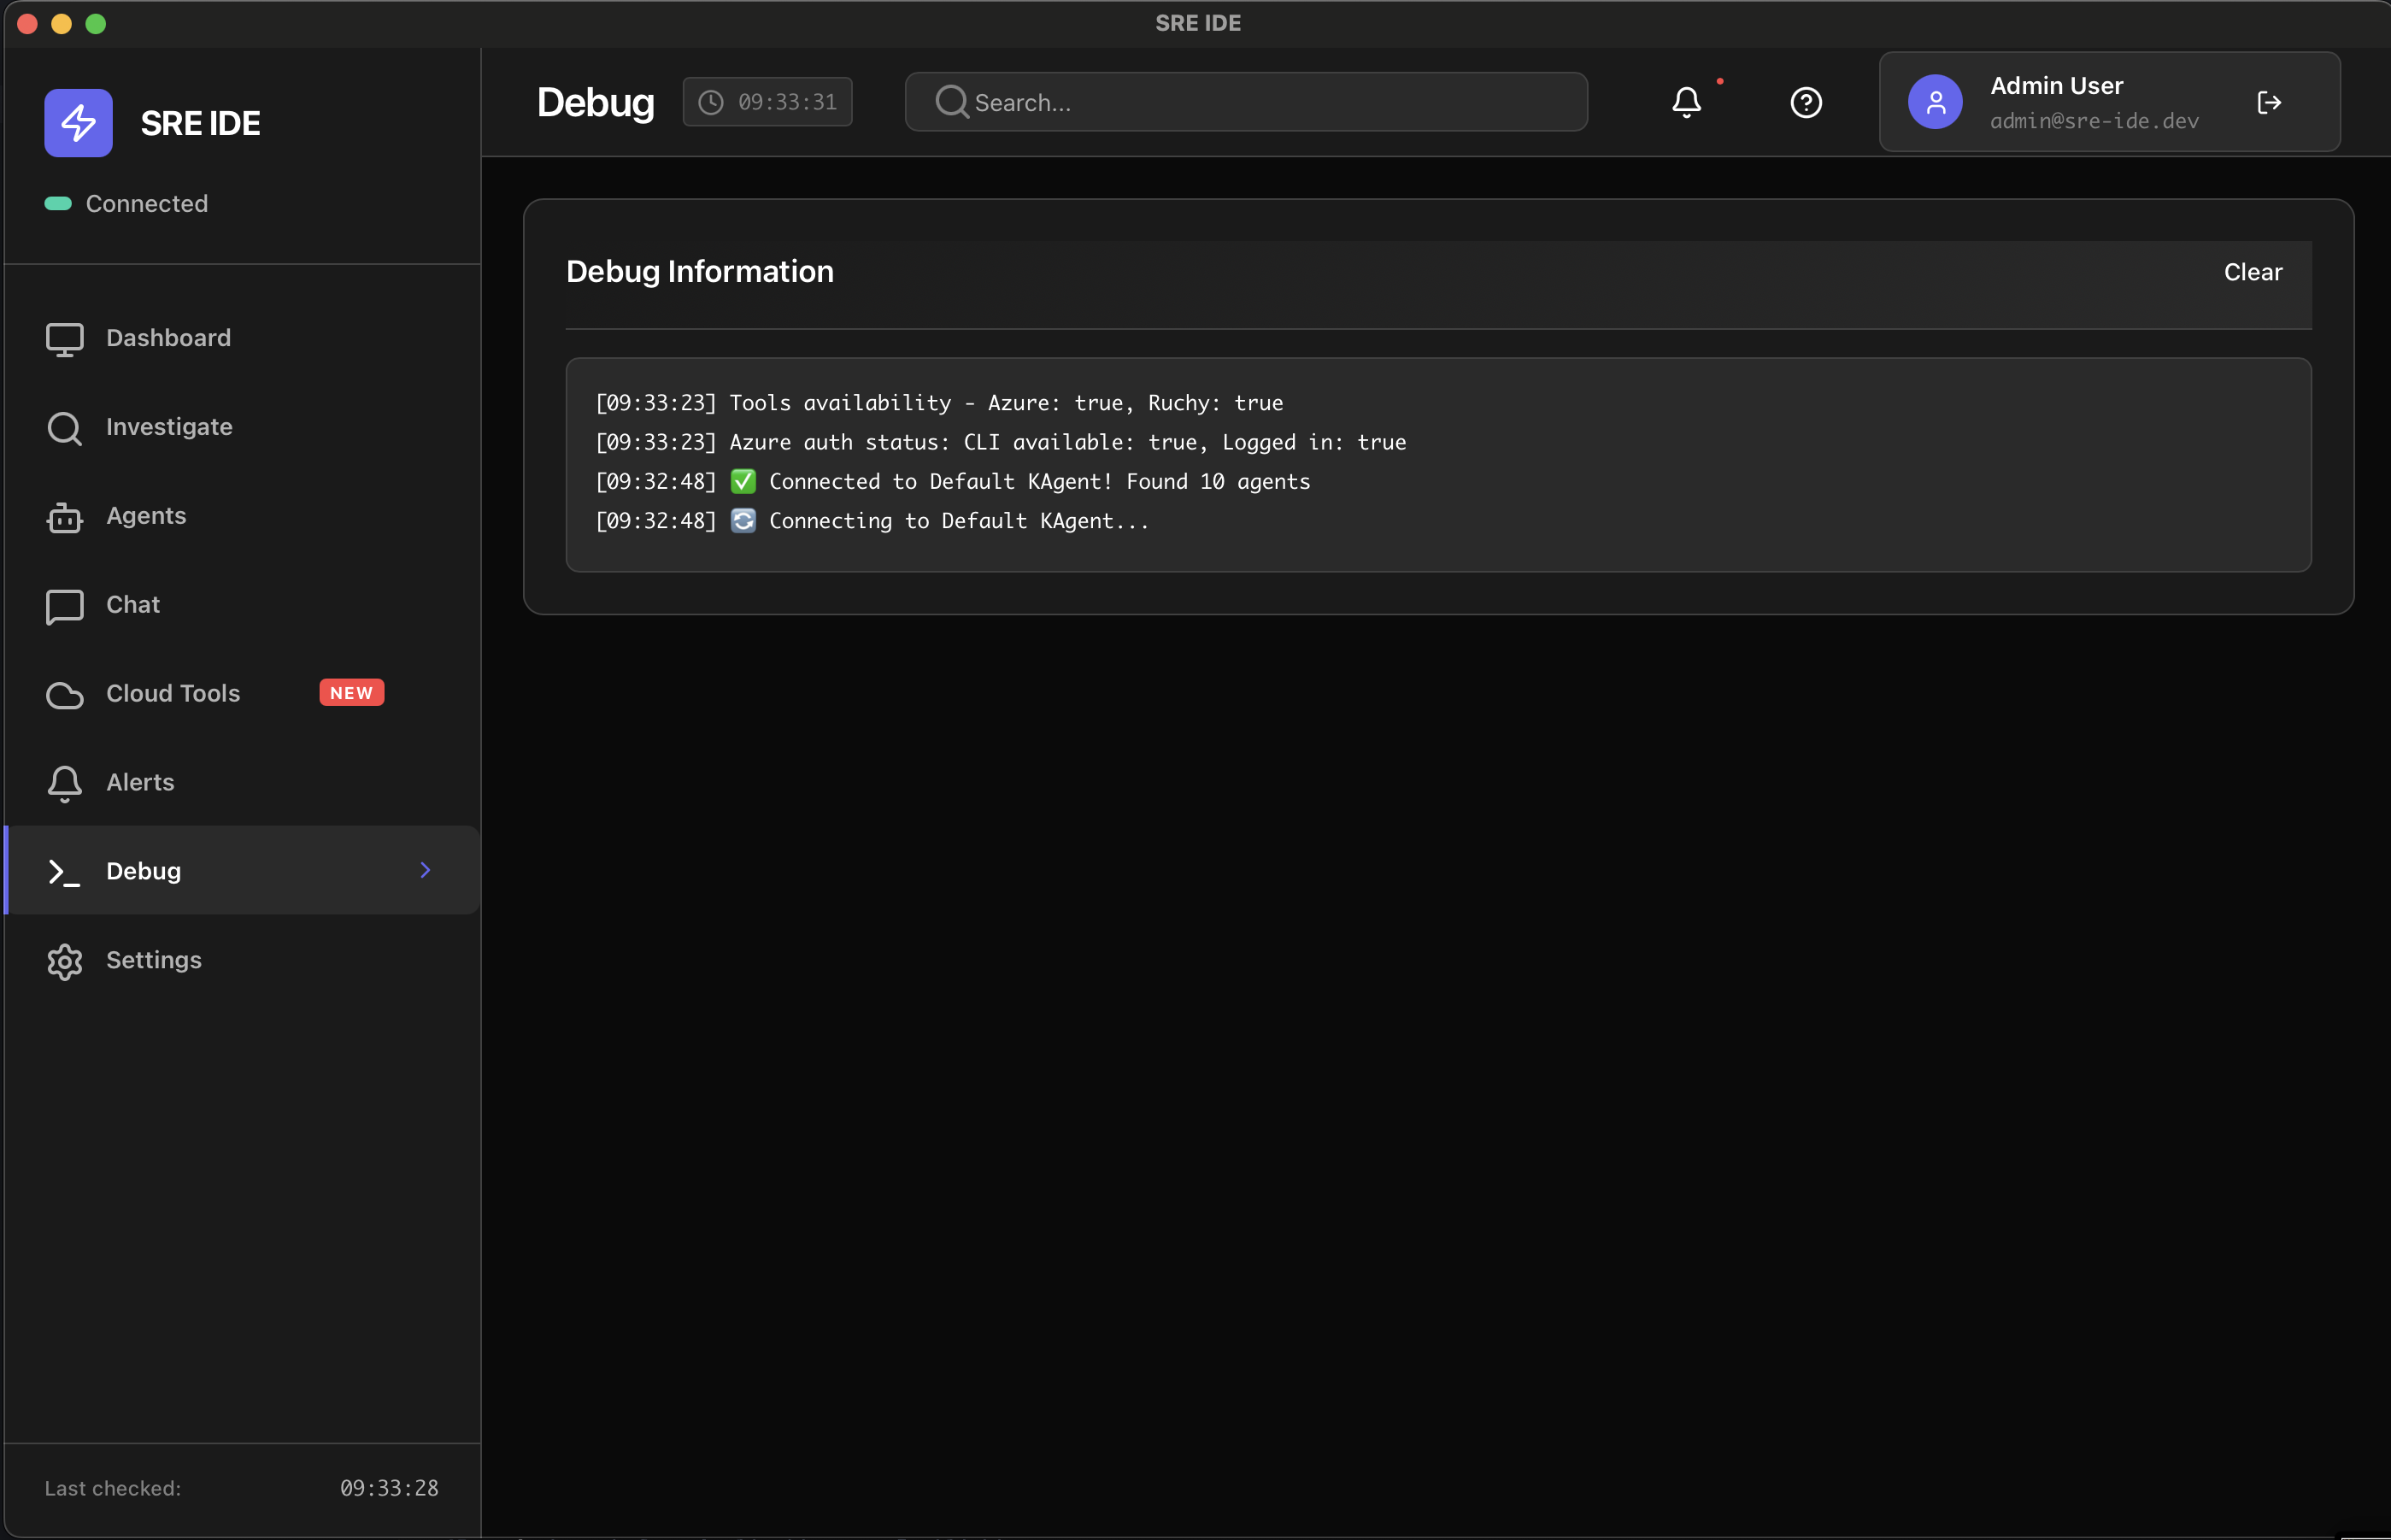 SRE IDE
SRE IDE
Connected
Dashboard
Investigate
Agents
Chat
Cloud Tools NEW
Alerts
Debug
Settings
Last checked: 09:33:28
Debug 09:33:31 Search...
Admin User
admin@sre-ide.dev
Debug Information Clear
[09:33:23] Tools availability - Azure: true, Ruchy: true
[09:33:23] Azure auth status: CLI available: true, Logged in: true
[09:32:48] ✅ Connected to Default KAgent! Found 10 agents
[09:32:48] 🔄 Connecting to Default KAgent...